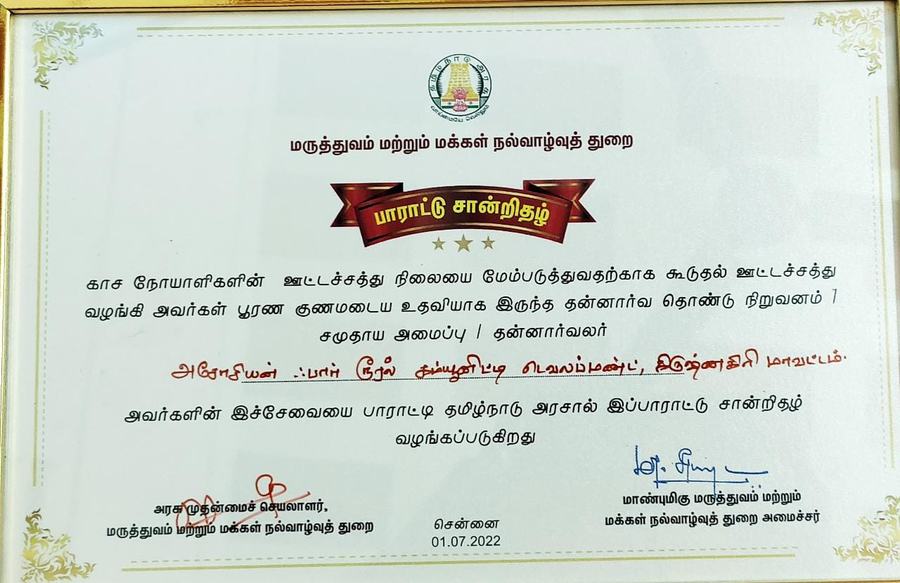 தமிழ்நாடு அரசு
வாய்மையே வெல்லும்
மருத்துவம் மற்றும் மக்கள் நல்வாழ்வுத் துறை
பாராட்டு சான்றிதழ்
காச நோயாளிகளின் ஊட்டச்சத்து நிலையை மேம்படுத்துவதற்காக கூடுதல் ஊட்டச்சத்து
வழங்கி அவர்கள் பூரண குணமடைய உதவியாக இருந்த தன்னார்வ தொண்டு நிறுவனம் /
சமுதாய அமைப்பு / தன்னார்வலர்
அசோசியன் ஃபார் ரூரல் கம்யூனிட்டி டெவலப்மண்ட், கிருஷ்ணகிரி மாவட்டம்.
அவர்களின் இச்சேவையை பாராட்டி தமிழ்நாடு அரசால் இப்பாராட்டு சான்றிதழ்
வழங்கப்படுகிறது
அரசு முதன்மைச் செயலாளர்,
மருத்துவம் மற்றும் மக்கள் நல்வாழ்வுத் துறை
சென்னை
01.07.2022
மாண்புமிகு மருத்துவம் மற்றும்
மக்கள் நல்வாழ்வுத் துறை அமைச்சர்